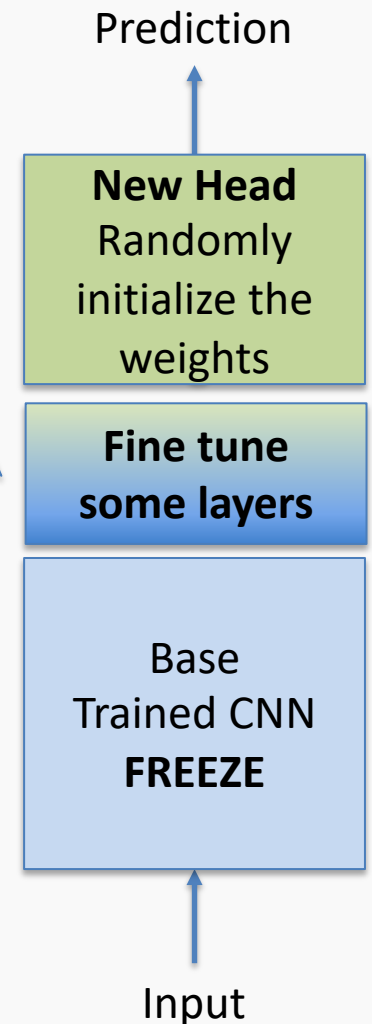 Prediction
New Head
Randomly
initialize the
weights
Fine tune
some layers
Base
Trained CNN
FREEZE
Input